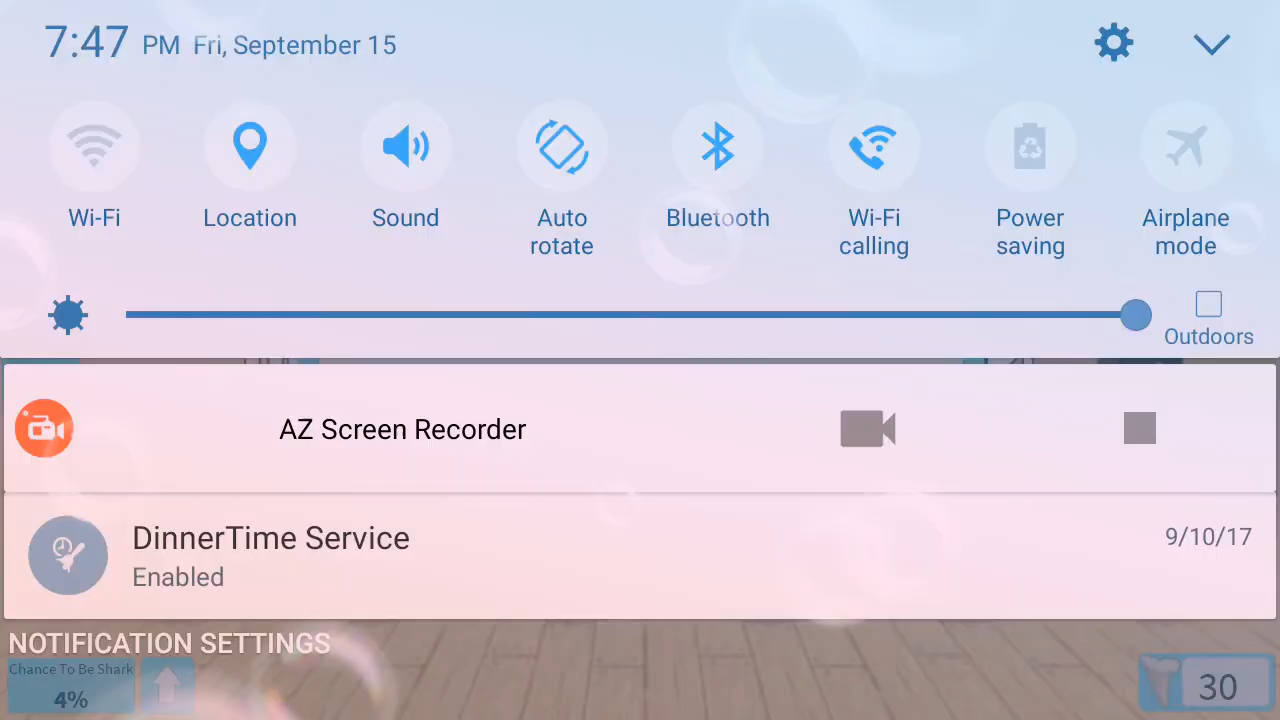 7:47 PM Fri, September 15
Wi-Fi
Location
Sound
Auto
rotate
Bluetooth
Wi-Fi
calling
Power
saving
Airplane
mode
Outdoors
AZ Screen Recorder
DinnerTime Service
9/10/17
Enabled
NOTIFICATION SETTINGS
Chance To Be Shark
4%
30